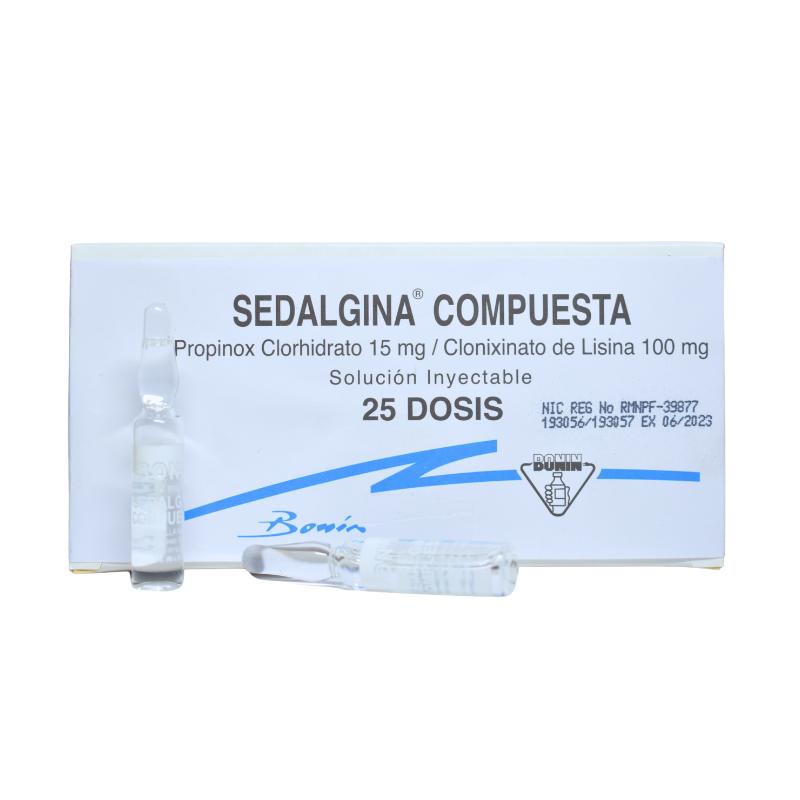 SEDALGINA® COMPUESTA
Propinox Clorhidrato 15 mg / Clonixinato de Lisina 100 mg
Solución Inyectable
25 DOSIS
NIC REG No RMNPF-39877
193056/193057 EX 06/2023
BONIN
Bonin
BON